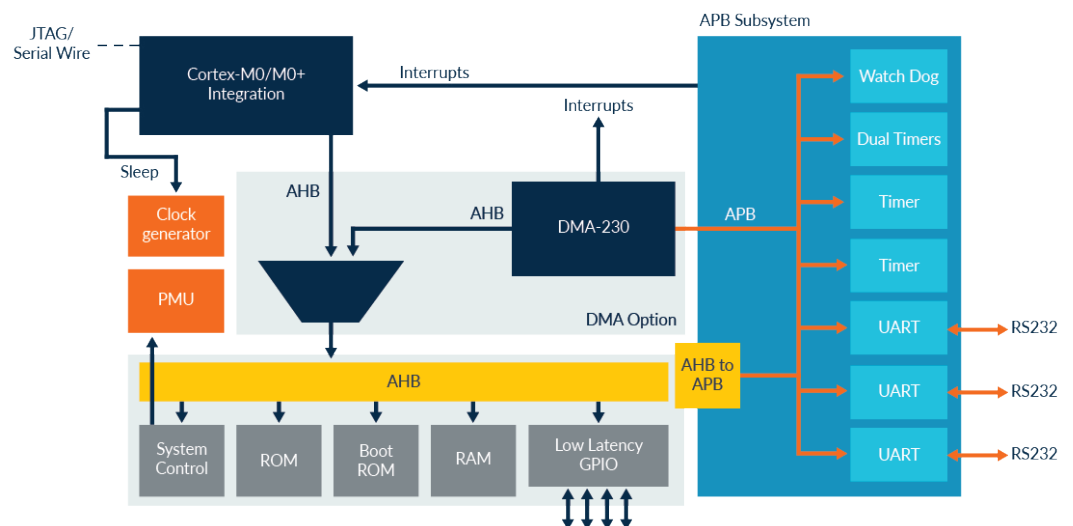 APB Subsystem
JTAG/
Serial Wire
Cortex-M0/M0+
Integration
Interrupts
Watch Dog
Interrupts
Dual Timers
Sleep
AHB
AHB
DMA-230
APB
Timer
Clock
generator
Timer
PMU
DMA Option
UART
RS232
AHB
AHB to
APB
UART
RS232
System
Control
ROM
Boot
ROM
RAM
Low Latency
GPIO
UART
RS232